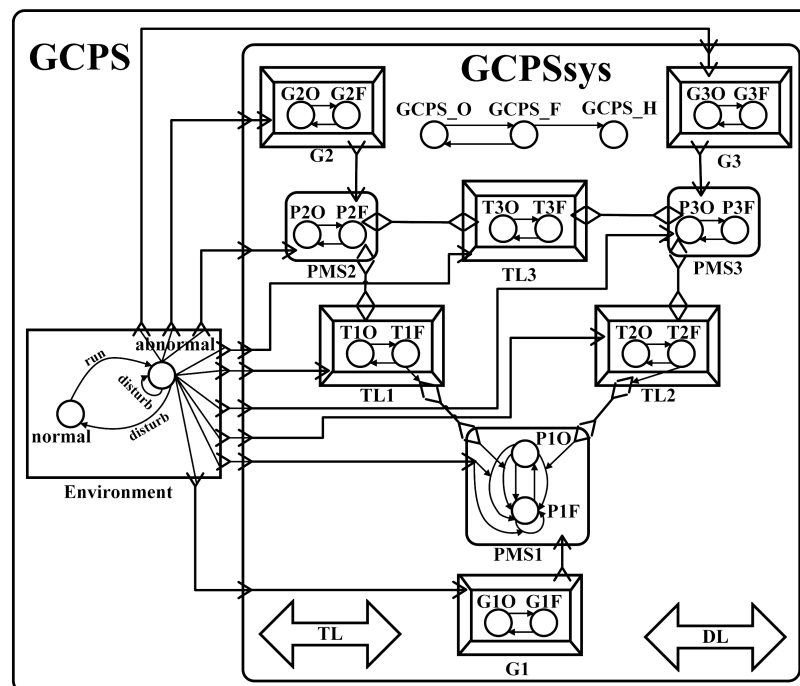 GCPS
GCPSsys
G2O G2F
G2
GCPS_O GCPS_F GCPS_H
G3O G3F
G3
P2O P2F
PMS2
T3O T3F
TL3
P3O P3F
PMS3
T1O T1F
TL1
T2O T2F
TL2
abnormal
run
disturb
disturb
normal
Environment
P1O
P1F
PMS1
G1O G1F
G1
TL
DL